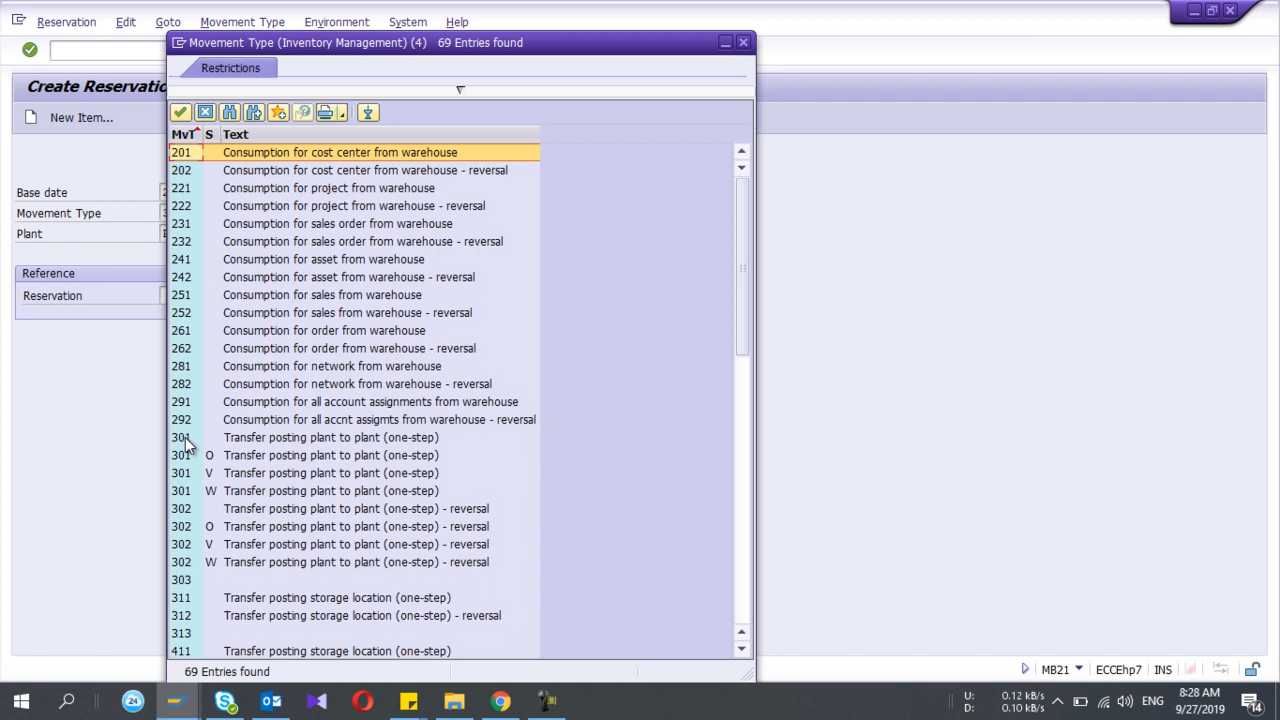 Reservation Edit Goto Movement Type Environment System Help
Movement Type (Inventory Management) (4) 69 Entries found
Restrictions
Create Reservation
New Item...
MvT S Text
201 Consumption for cost center from warehouse
202 Consumption for cost center from warehouse - reversal
221 Consumption for project from warehouse
222 Consumption for project from warehouse - reversal
231 Consumption for sales order from warehouse
232 Consumption for sales order from warehouse - reversal
241 Consumption for asset from warehouse
242 Consumption for asset from warehouse - reversal
251 Consumption for sales from warehouse
252 Consumption for sales from warehouse - reversal
261 Consumption for order from warehouse
262 Consumption for order from warehouse - reversal
281 Consumption for network from warehouse
282 Consumption for network from warehouse - reversal
291 Consumption for all account assignments from warehouse
292 Consumption for all accnt assigmts from warehouse - reversal
301 Transfer posting plant to plant (one-step)
301 O Transfer posting plant to plant (one-step)
301 V Transfer posting plant to plant (one-step)
301 W Transfer posting plant to plant (one-step)
302 Transfer posting plant to plant (one-step) - reversal
302 O Transfer posting plant to plant (one-step) - reversal
302 V Transfer posting plant to plant (one-step) - reversal
302 W Transfer posting plant to plant (one-step) - reversal
303
311 Transfer posting storage location (one-step)
312 Transfer posting storage location (one-step) - reversal
313
411 Transfer posting storage location (one-step)
69 Entries found
Base date
Movement Type
Plant
Reference
Reservation
MB21 ECCEhp7 INS
24
U: 0.12 kB/s
D: 0.10 kB/s
ENG
8:28 AM
9/27/2019
14